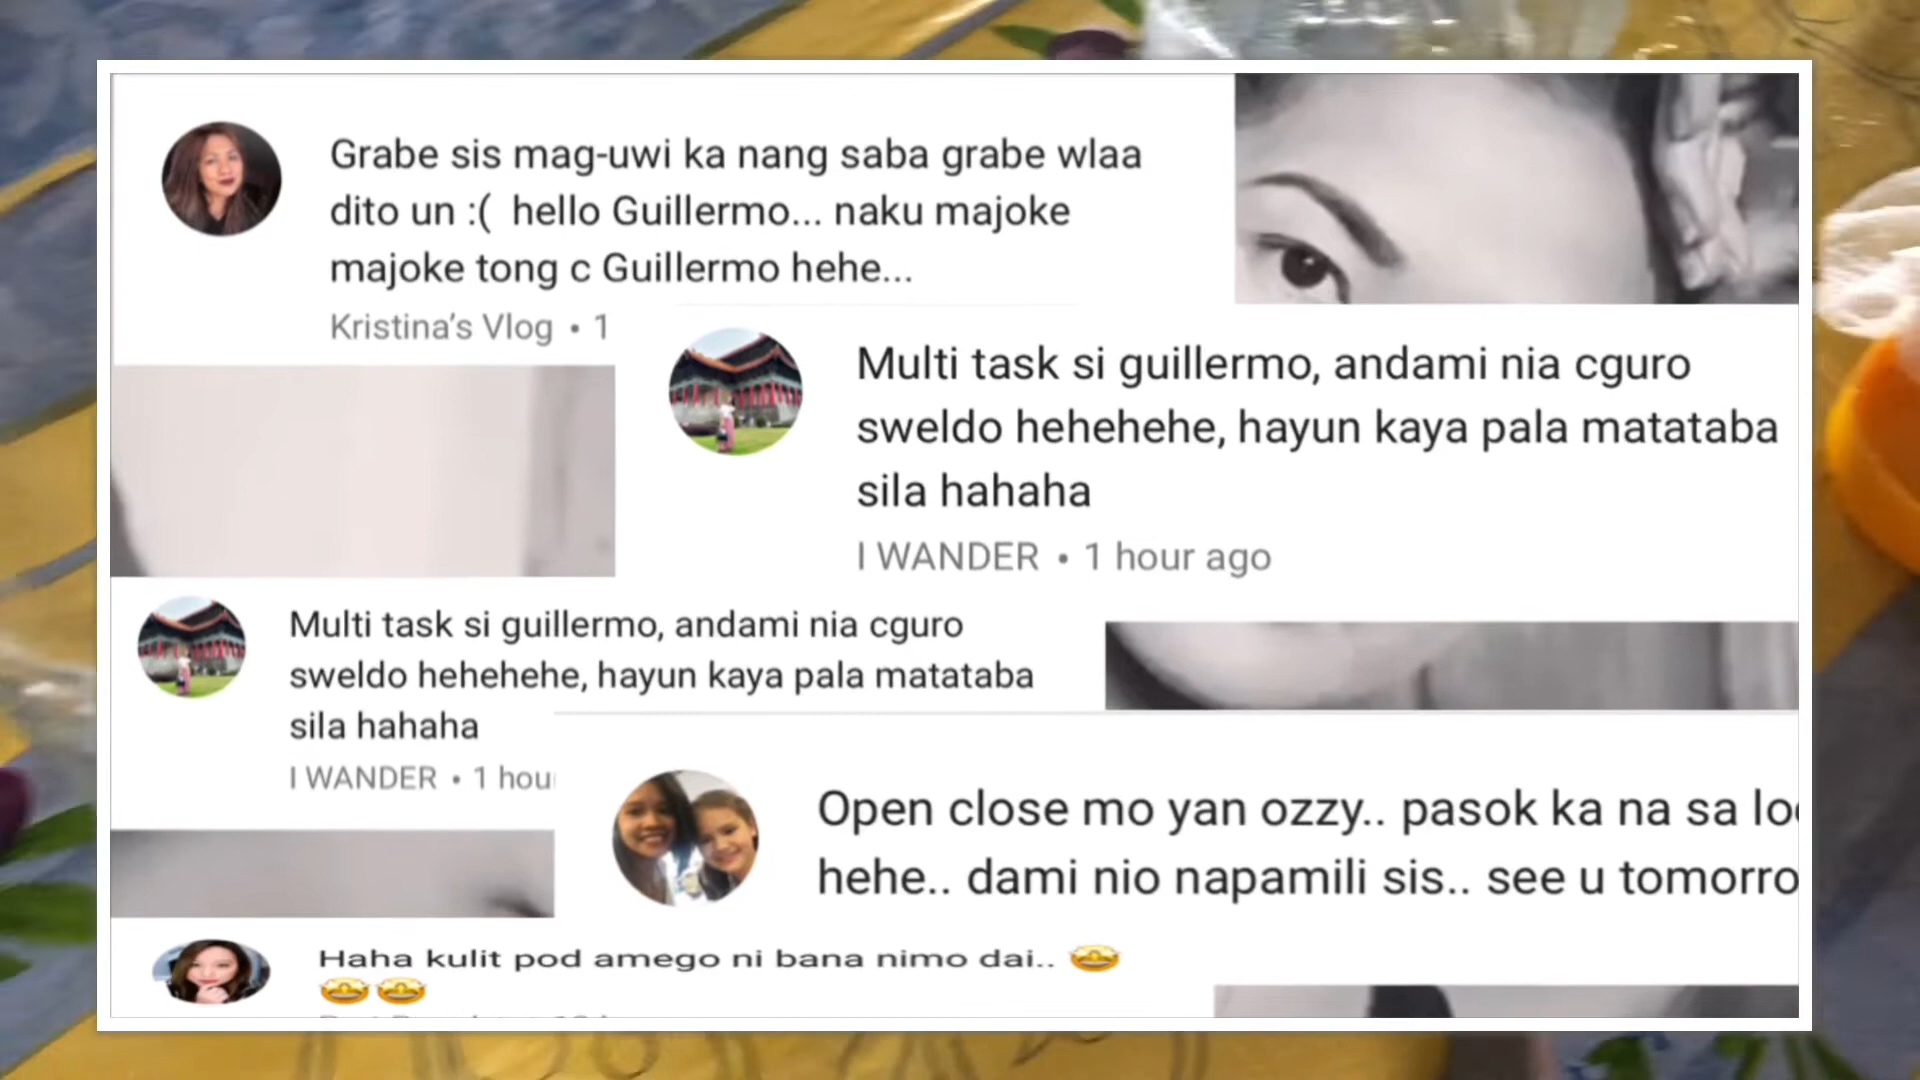 Grabe sis mag-uwi ka nang saba grabe wlaa
dito un :( hello Guillermo... naku majoke
majoke tong c Guillermo hehe...
Kristina's Vlog • 1
Multi task si guillermo, andami nia cguro
sweldo hehehehe, hayun kaya pala matataba
sila hahaha
I WANDER • 1 hour ago
Multi task si guillermo, andami nia cguro
sweldo hehehehe, hayun kaya pala matataba
sila hahaha
I WANDER • 1 hou
Open close mo yan ozzy.. pasok ka na sa lo
hehe.. dami nio napamili sis.. see u tomorro
Haha kulit pod amego ni bana nimo dai.. 🤩
🤩🤩